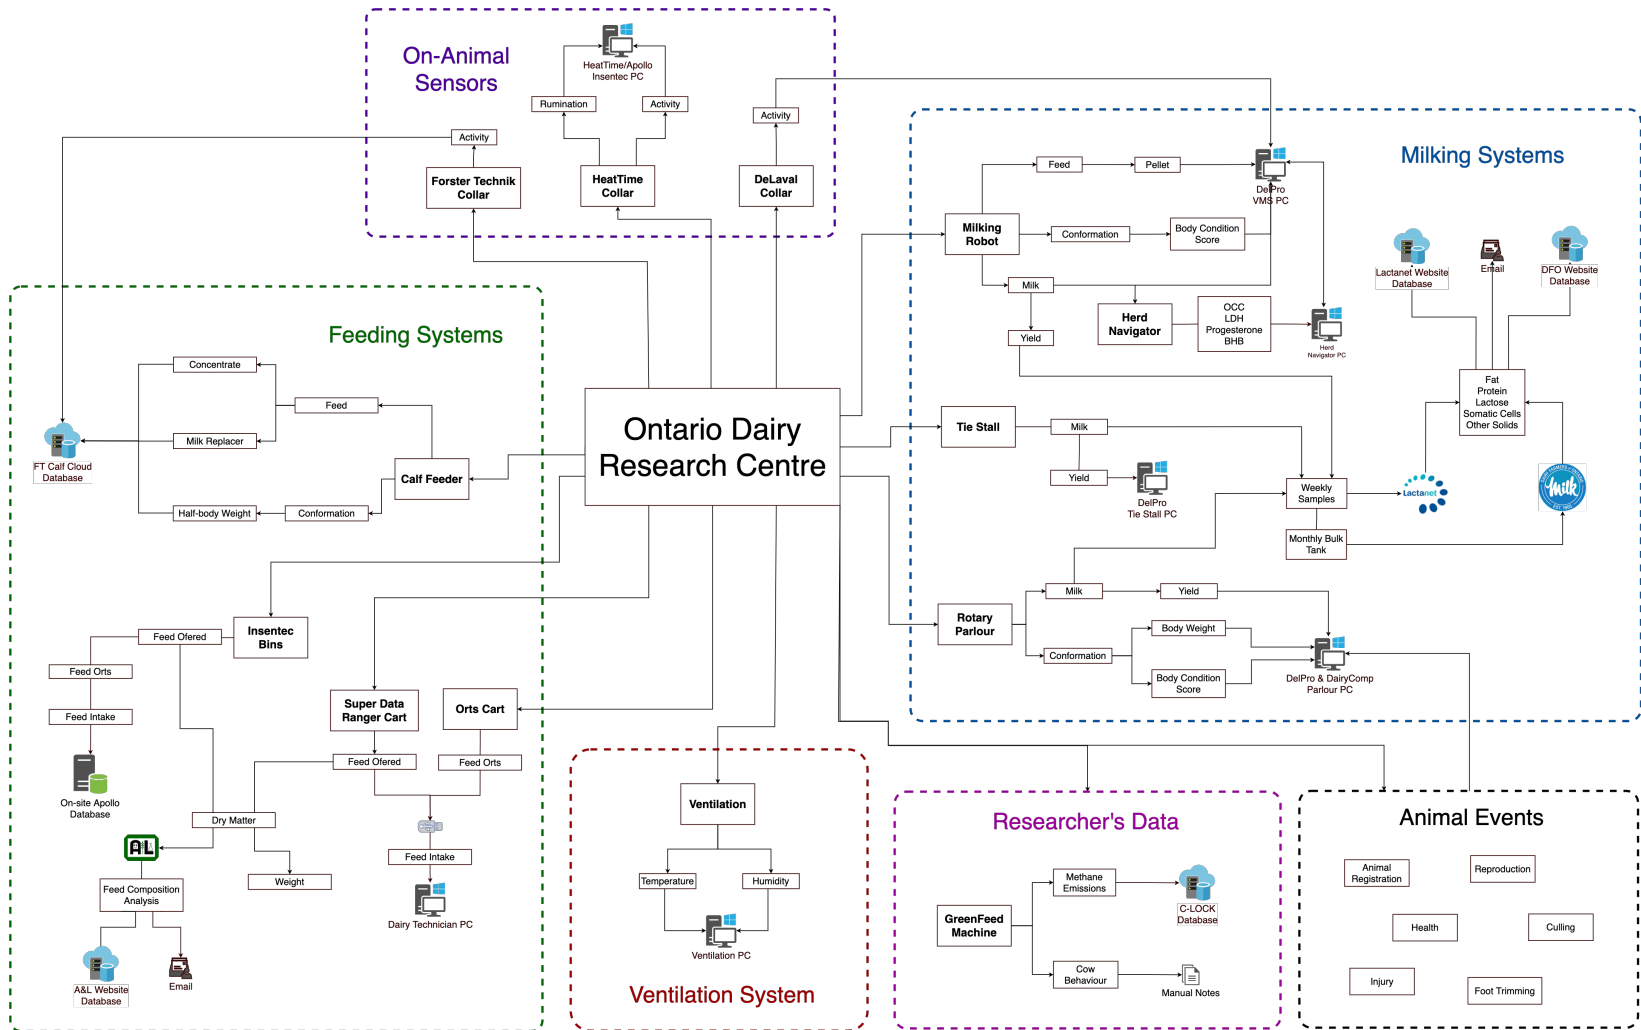 On-Animal
Sensors
HeatTime/Apollo
Insentec PC
Rumination
Activity
Activity
Activity
Forster Technik
Collar
HeatTime
Collar
DeLaval
Collar
Milking Systems
Feed
Pellet
DelPro
VMS PC
Milking
Robot
Conformation
Body Condition
Score
Milk
Yield
Herd
Navigator
OCC
LDH
Progesterone
BHB
Herd
Navigator PC
Lactanet Website
Database
Email
DFO Website
Database
Fat
Protein
Lactose
Somatic Cells
Other Solids
Tie Stall
Milk
Yield
DelPro
Tie Stall PC
Weekly
Samples
Lactanet
milk
Monthly Bulk
Tank
Rotary
Parlour
Milk
Yield
Conformation
Body Weight
Body Condition
Score
DelPro & DairyComp
Parlour PC
Ontario Dairy
Research Centre
Feeding Systems
Concentrate
Feed
Milk Replacer
FT Calf Cloud
Database
Calf Feeder
Half-body Weight
Conformation
Insentec
Bins
Feed Ofered
Feed Orts
Feed Intake
On-site Apollo
Database
Super Data
Ranger Cart
Orts Cart
Feed Ofered
Feed Orts
Dry Matter
A&L
Feed Intake
Weight
Feed Composition
Analysis
Dairy Technician PC
A&L Website
Database
Email
Ventilation
Temperature
Humidity
Ventilation PC
Ventilation System
Researcher's Data
GreenFeed
Machine
Methane
Emissions
C-LOCK
Database
Cow
Behaviour
Manual Notes
Animal Events
Animal
Registration
Reproduction
Health
Culling
Injury
Foot Trimming